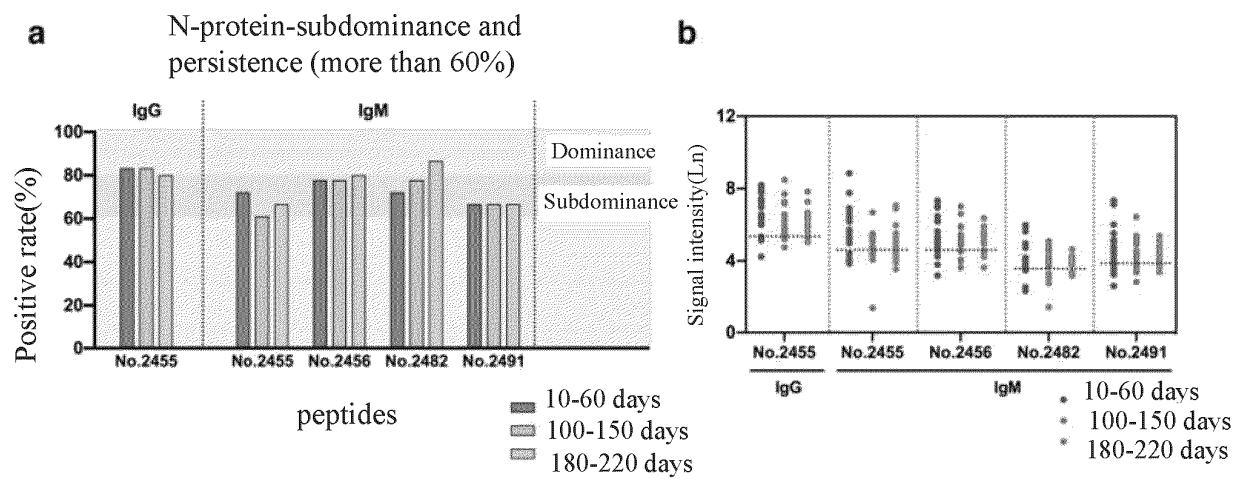 a
N-protein-subdominance and
persistence (more than 60%)
IgG
IgM
Positive rate(%)
100
80
60
40
20
0
Dominance
Subdominance
No.2455
No.2455
No.2456
No.2482
No.2491
peptides
10-60 days
100-150 days
180-220 days
b
Signal intensity(Ln)
12
8
4
0
No.2455
No.2455
No.2456
No.2482
No.2491
IgG
IgM
10-60 days
100-150 days
180-220 days